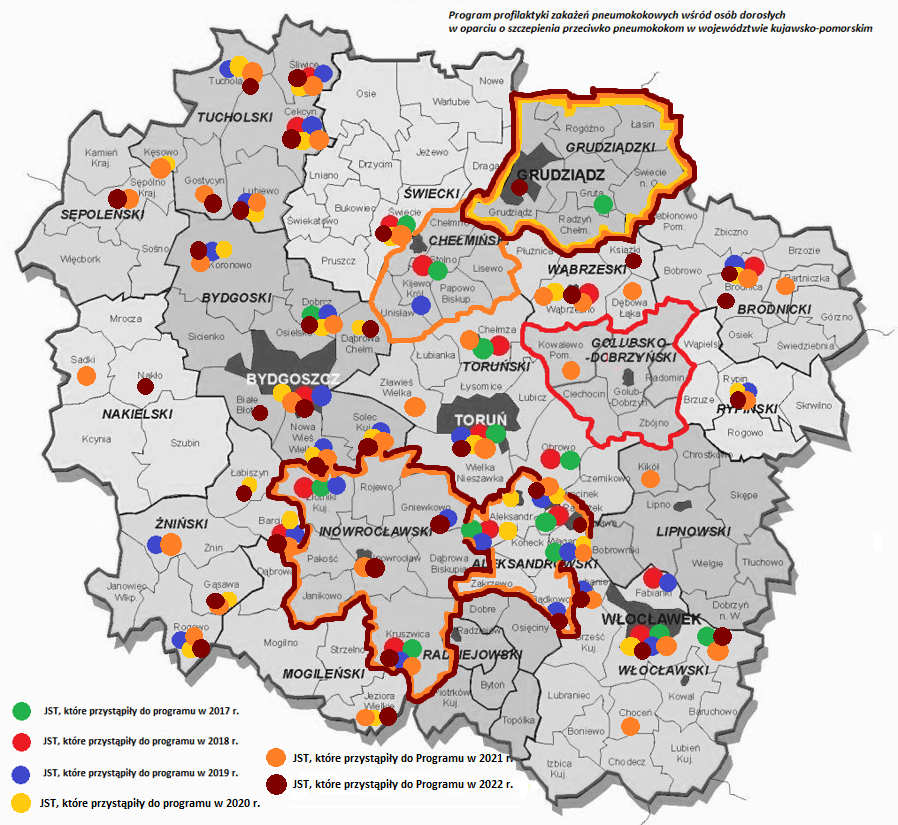 Program profilaktyki zakażeń pneumokokowych wśród osób dorosłych
w oparciu o szczepienia przeciwko pneumokokom w województwie kujawsko-pomorskim
Śliwice
Tuchola
Nowe
Osie
Warlubie
Cekcyn
TUCHOLSKI
Rogóźno
Łasin
Kamień
Kraj.
Kęsowo
Jeżewo
GRUDZIĄDZKI
Drzycim
Draga
Lniano
GRUDZIĄDZ
Świecie
n. O.
Sępolno
Kraj.
Gostycyn
Lubiewo
ŚWIECKI
Gruta
SĘPOLEŃSKI
Bukowiec
Świecie
Grudziądz
Radzyń
Chełm.
Jabłonowo
Pom.
Świekatowo
Chełmno
Zbiczno
CHEŁMIŃSKI
Płużnica
Książki
Brzozie
Sośno
Więcbork
Koronowo
Pruszcz
Stolno
Lisewo
WĄBRZESKI
Bobrowo
Bartniczka
Brodnica
Kijewo
Król.
Papowo
Biskup.
BYDGOSKI
Dobrcz
Unisław
Wąbrzeźno
Dębowa
Łąka
BRODNICKI
Mrocza
Górzno
Sicienko
Osielsko
Dąbrowa
Chełm.
Chełmża
Osiek
Świedziebnia
Kowalewo
Pom.
GOLUBSKO-
-DOBRZYŃSKI
Wąpielsk
Sadki
Łubianka
TORUŃSKI
Nakło
BYDGOSZCZ
Zławieś
Wielka
Łysomice
Ciechocin
Golub-
Dobrzyń
Radomin
Rypin
Białe
Błota
Lubicz
Brzuze
RYPIŃSKI
Skrwilno
NAKIELSKI
Nowa
Wieś
Wielka
Solec
Kuj.
TORUŃ
Zbójno
Rogowo
Kcynia
Szubin
Obrowo
Chrostkowo
Wielka
Nieszawka
Kikół
Łabiszyn
Rojewo
Czernikowo
Skępe
Złotniki
Kuj.
Gniewkowo
Lipno
ŻNIŃSKI
INOWROCŁAWSKI
Koneck
LIPNOWSKI
Żnin
Pakość
Inowrocław
Dąbrowa
Biskupia
Bobrowniki
ALEKSANDROWSKI
Wielgie
Tłuchowo
Janowiec
Wlkp.
Gąsawa
Dąbrowa
Janikowo
Zakrzewo
Bądkowo
Fabianki
Dobre
Dobrzyń
n. W.
Osięciny
WŁOCŁAWEK
Rogowo
Mogilno
Strzelno
Kruszwica
Radziejów
RADZIEJOWSKI
Brześć
Kuj.
WŁOCŁAWSKI
MOGILEŃSKI
Bytoń
Lubraniec
Kowal
Jeziora
Wielkie
Piotrków
Kuj.
Choceń
Baruchowo
Topólka
Boniewo
Lubień
Kuj.
Izbica
Kuj.
Chodecz
JST, które przystąpiły do programu w 2017 r.
JST, które przystąpiły do programu w 2018 r.
JST, które przystąpiły do programu w 2019 r.
JST, które przystąpiły do programu w 2020 r.
JST, które przystąpiły do Programu w 2021 r.
JST, które przystąpiły do Programu w 2022 r.